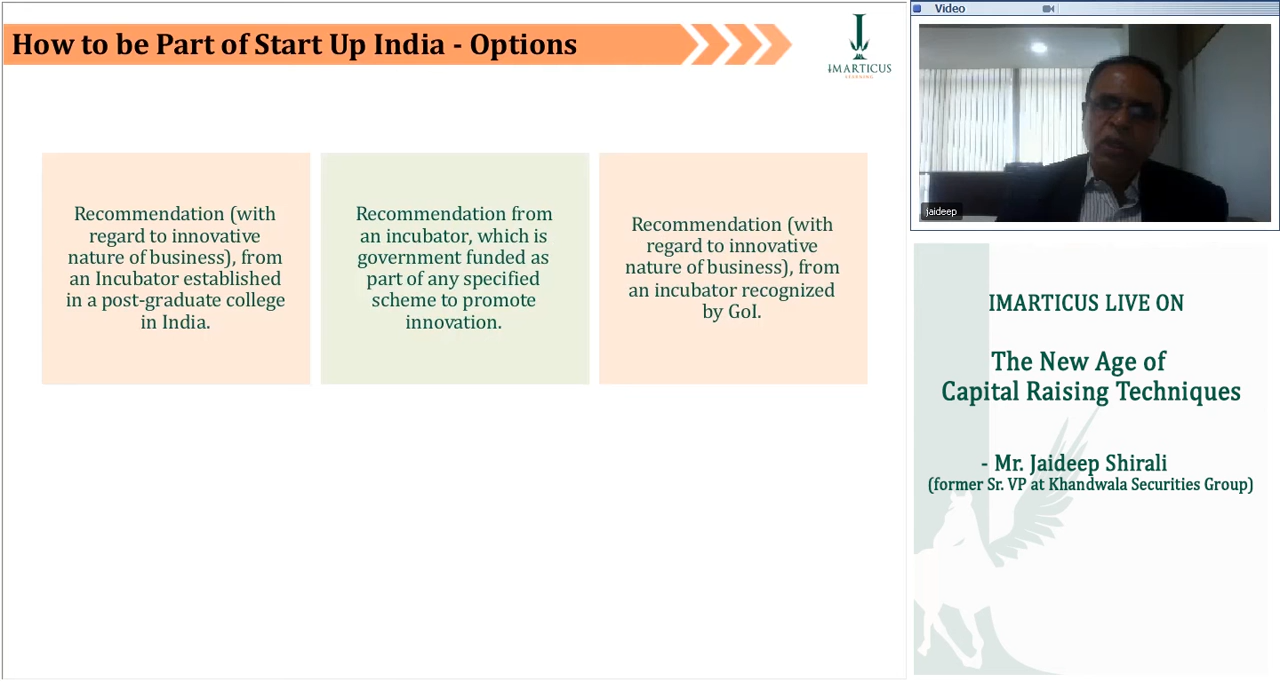 How to be Part of Start Up India - Options
IMARTICUS
LEARNING
Recommendation (with
regard to innovative
nature of business), from
an Incubator established
in a post-graduate college
in India.
Recommendation from
an incubator, which is
government funded as
part of any specified
scheme to promote
innovation.
Recommendation (with
regard to innovative
nature of business), from
an incubator recognized
by GoI.
Video
jaideep
IMARTICUS LIVE ON
The New Age of
Capital Raising Techniques
- Mr. Jaideep Shirali
(former Sr. VP at Khandwala Securities Group)